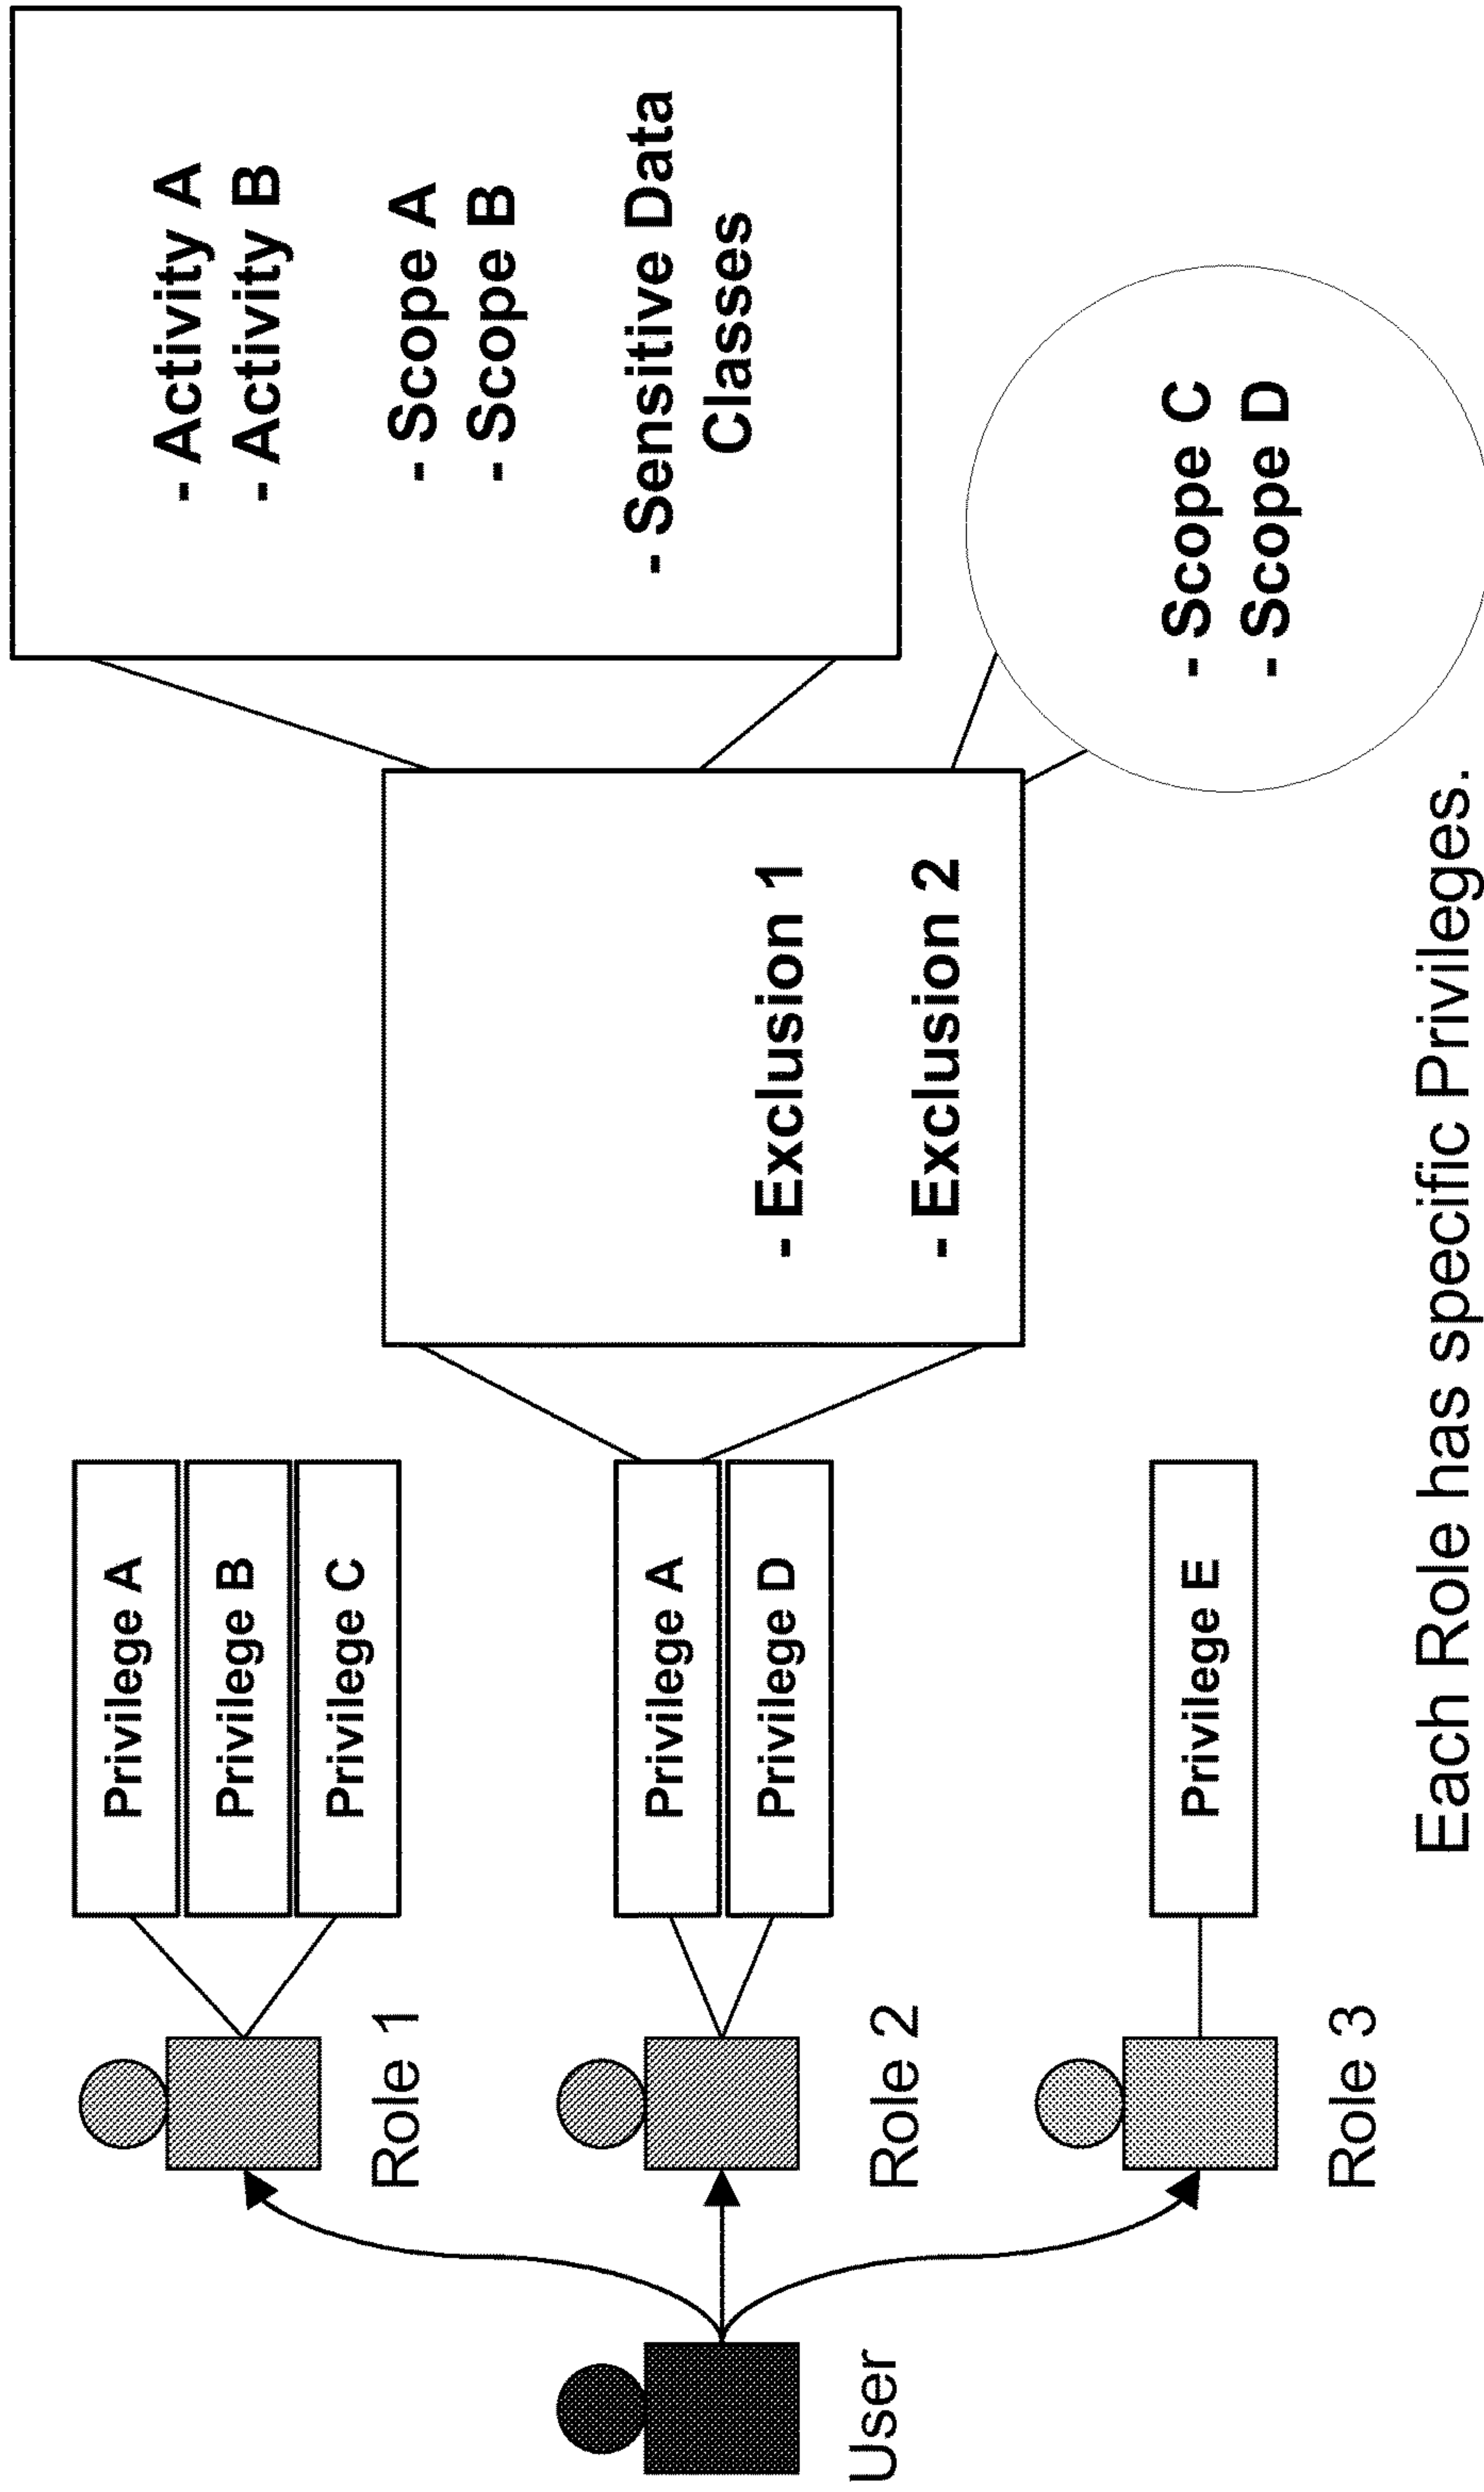 User
Role 1
Role 2
Role 3
Privilege A
Privilege B
Privilege C
Privilege A
Privilege D
Privilege E
- Exclusion 1
- Exclusion 2
- Activity A
- Activity B
- Scope A
- Scope B
- Sensitive Data
Classes
- Scope C
- Scope D
Each Role has specific Privileges.